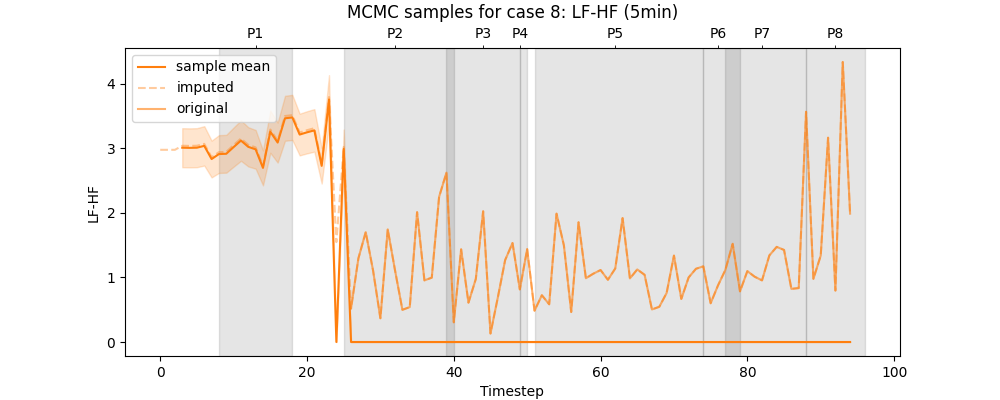 MCMC samples for case 8: LF-HF (5min)
P1 P2 P3 P4 P5 P6 P7 P8
sample mean
imputed
original
4
3
2
1
0
LF-HF
0 20 40 60 80 100
Timestep